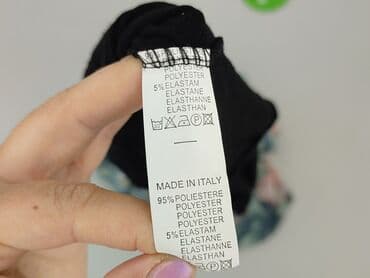 POLYESTER
POLYESTER
5% ELASTAM
ELASTANE
ELASTHANNE
ELASTHAN
MADE IN ITALY
95% POLIESTERE
POLYESTER
POLYESTER
POLYESTER
5% ELASTAM
ELASTANE
ELASTHANNE
ELASTHAN